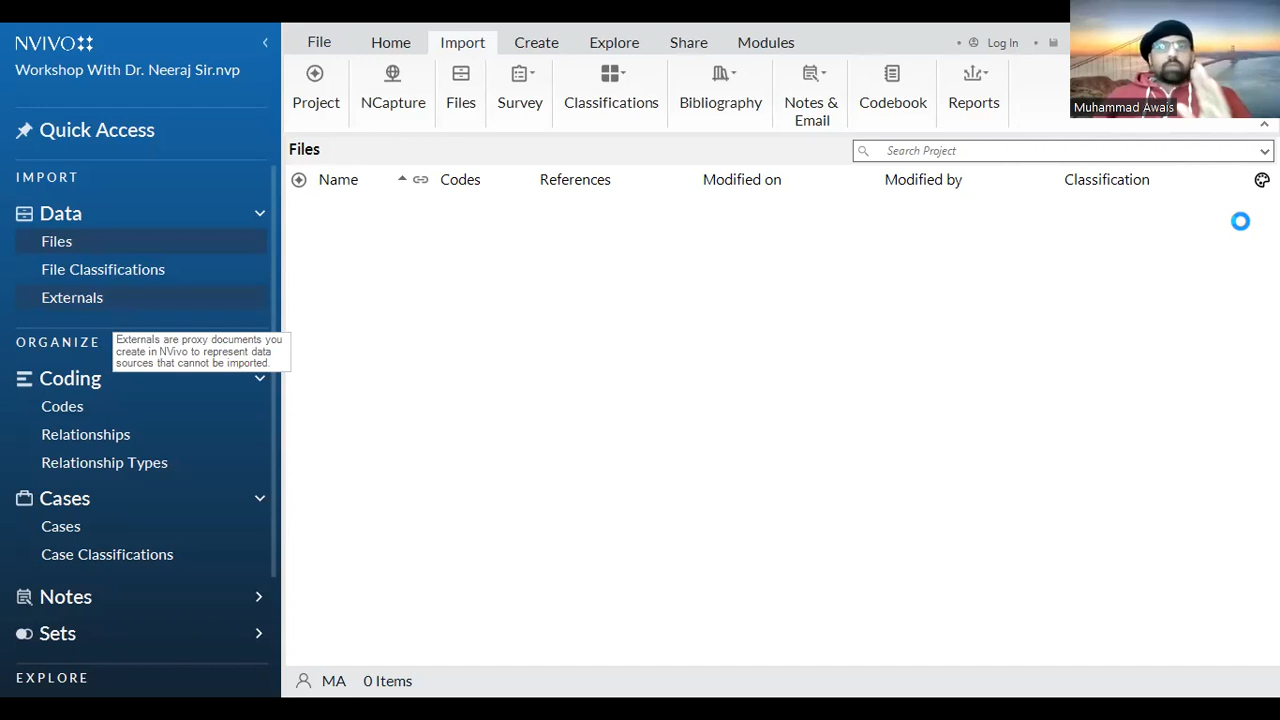 NVIVO
Workshop With Dr. Neeraj Sir.nvp
Quick Access
IMPORT
Data
Files
File Classifications
Externals
Externals are proxy documents you
create in NVivo to represent data
sources that cannot be imported.
ORGANIZE
Coding
Codes
Relationships
Relationship Types
Cases
Cases
Case Classifications
Notes
Sets
EXPLORE
File Home Import Create Explore Share Modules Log In
Project NCapture Files Survey Classifications Bibliography Notes &
Email Codebook Reports
Muhammad Awais
Files Search Project
Name Codes References Modified on Modified by Classification
MA 0 Items